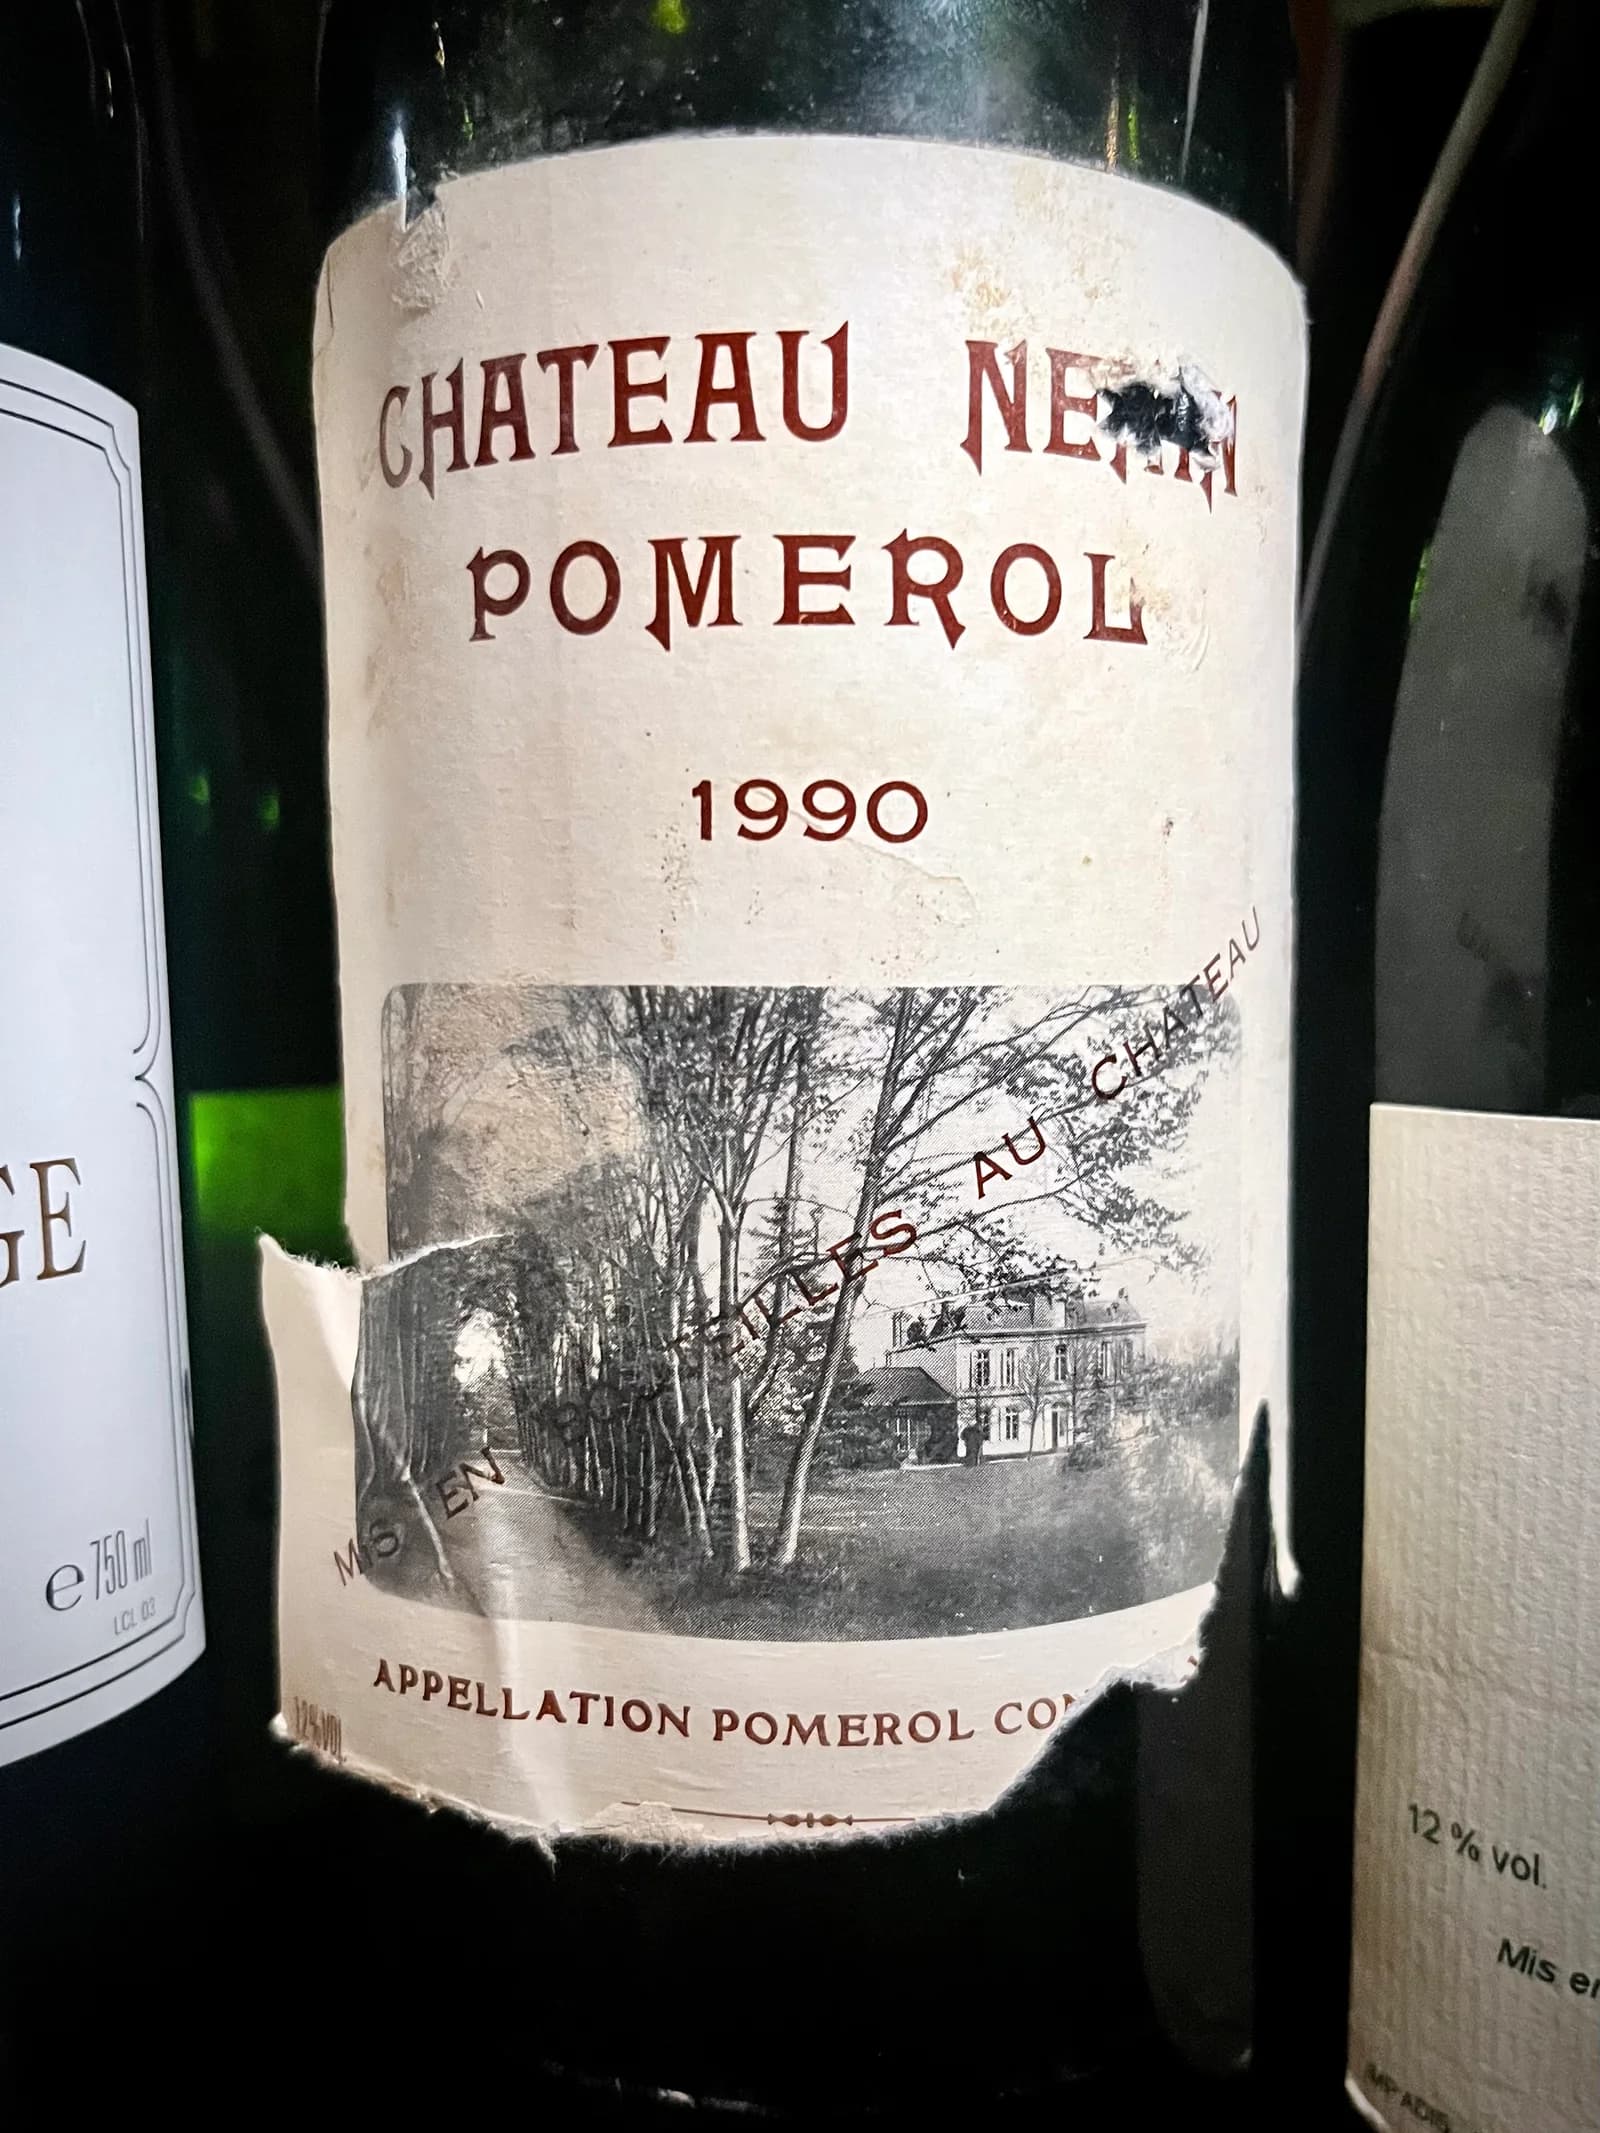 CHATEAU
POMEROL
1990
MIS EN BOUTEILLES AU CHATEAU
APPELLATION POMEROL
12%VOL
GE
e 750 ml
LCL 03
12 % vol.
Mis